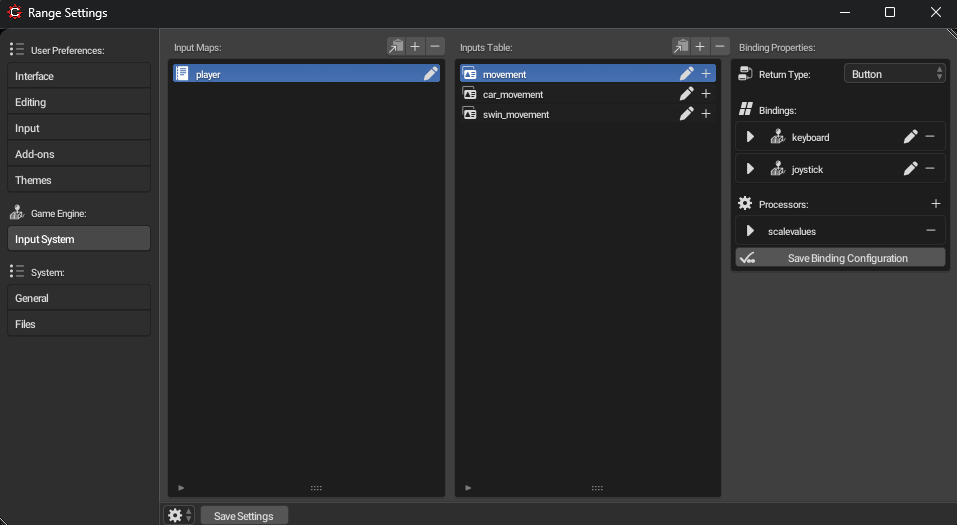 Range Settings
User Preferences:
Interface
Editing
Input
Add-ons
Themes
Game Engine:
Input System
System:
General
Files
Input Maps:
player
Inputs Table:
movement
car_movement
swin_movement
Binding Properties:
Return Type: Button
Bindings:
keyboard
joystick
Processors:
scalevalues
Save Binding Configuration
Save Settings